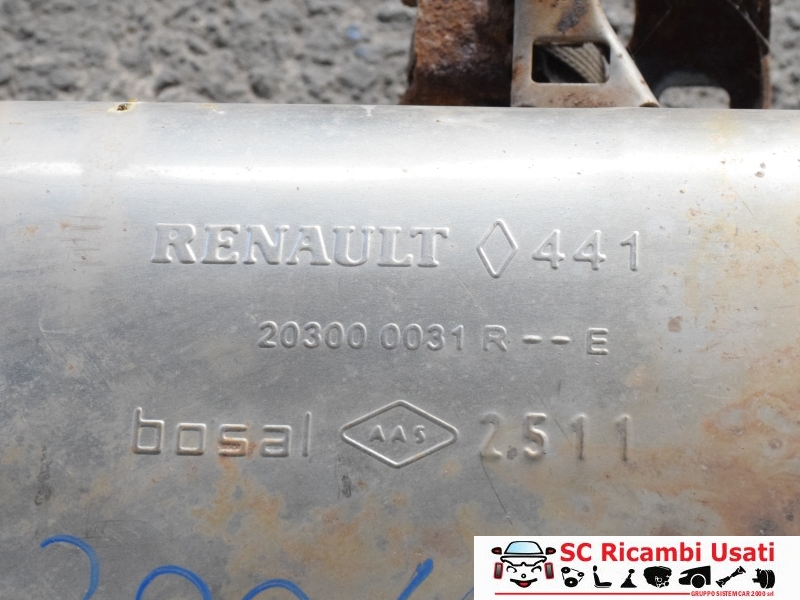 RENAULT ◊ 441
20300 0031 R -- E
bosal AAS 2.511
SC Ricambi Usati
GRUPPO SISTEMCAR 2000 srl